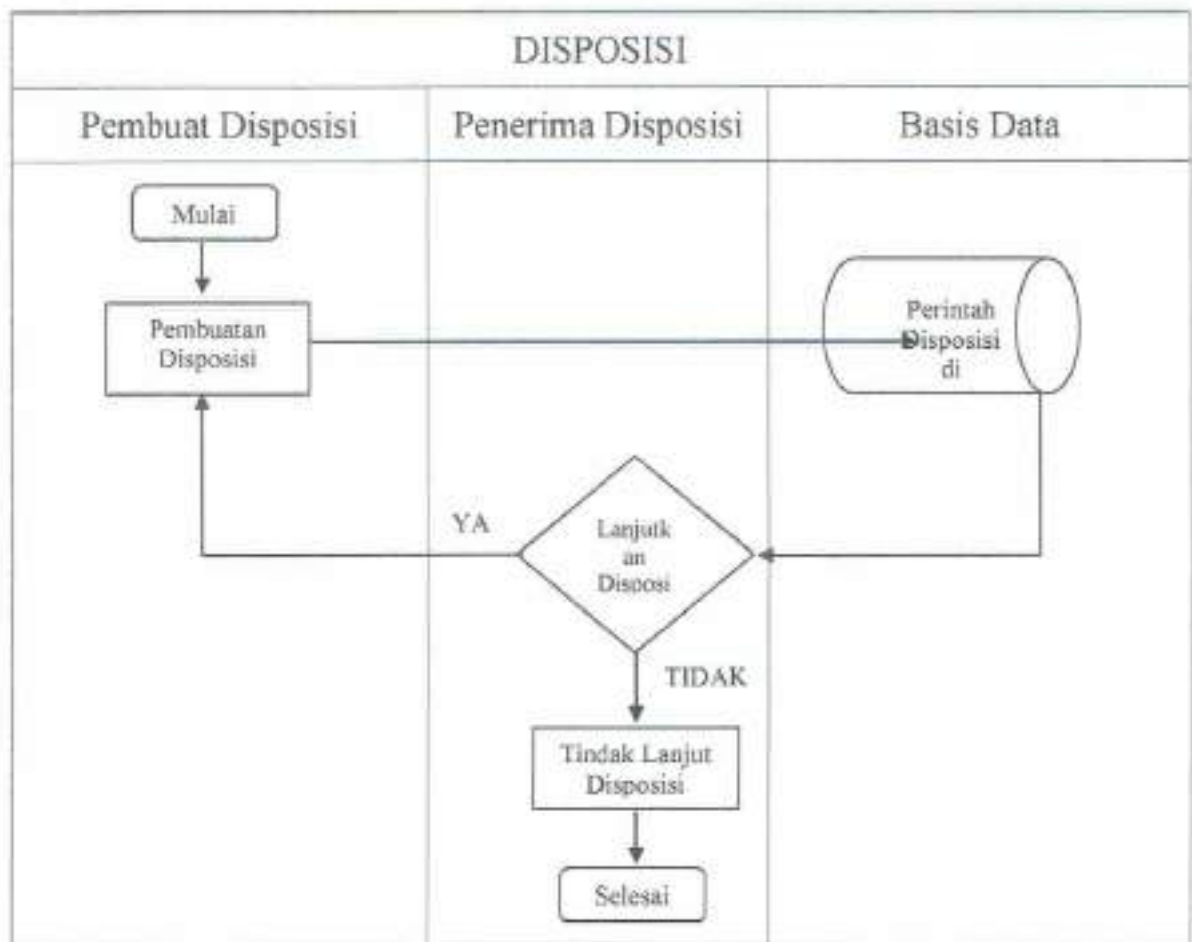 DISPOSISI
Pembuat Disposisi
Penerima Disposisi
Basis Data
Mulai
Pembuatan
Disposisi
Perintah
Disposisi
di
YA
Lanjutk
an
Disposi
TIDAK
Tindak Lanjut
Disposisi
Selesai